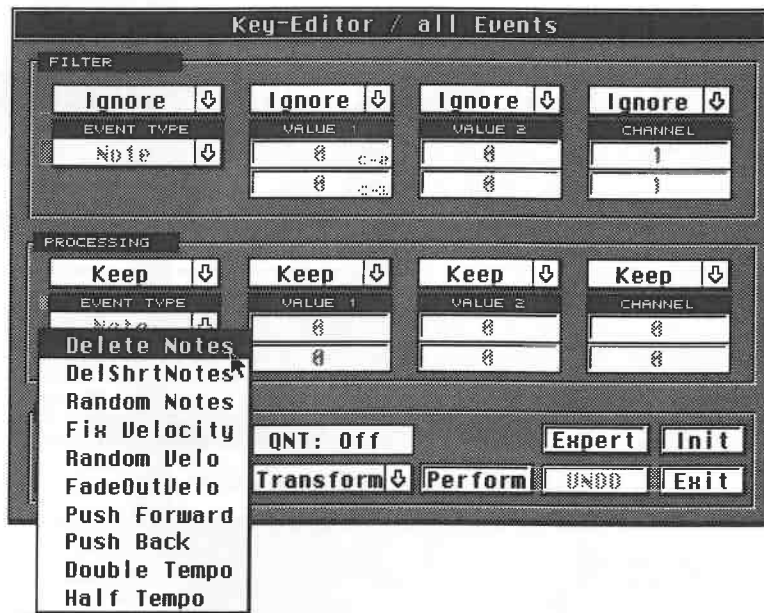 Key-Editor / all Events
FILTER
Ignore Ignore Ignore Ignore
EVENT TYPE VALUE 1 VALUE 2 CHANNEL
Note 0 C-2 0 1
0 C-2 0 1
PROCESSING
Keep Keep Keep Keep
EVENT TYPE VALUE 1 VALUE 2 CHANNEL
Note 0 0 0
0 0 0
Delete Notes
DelShrtNotes
Random Notes
Fix Velocity
Random Velo
FadeOutVelo
Push Forward
Push Back
Double Tempo
Half Tempo
QNT: Off Expert Init
Transform Perform UNDO Exit